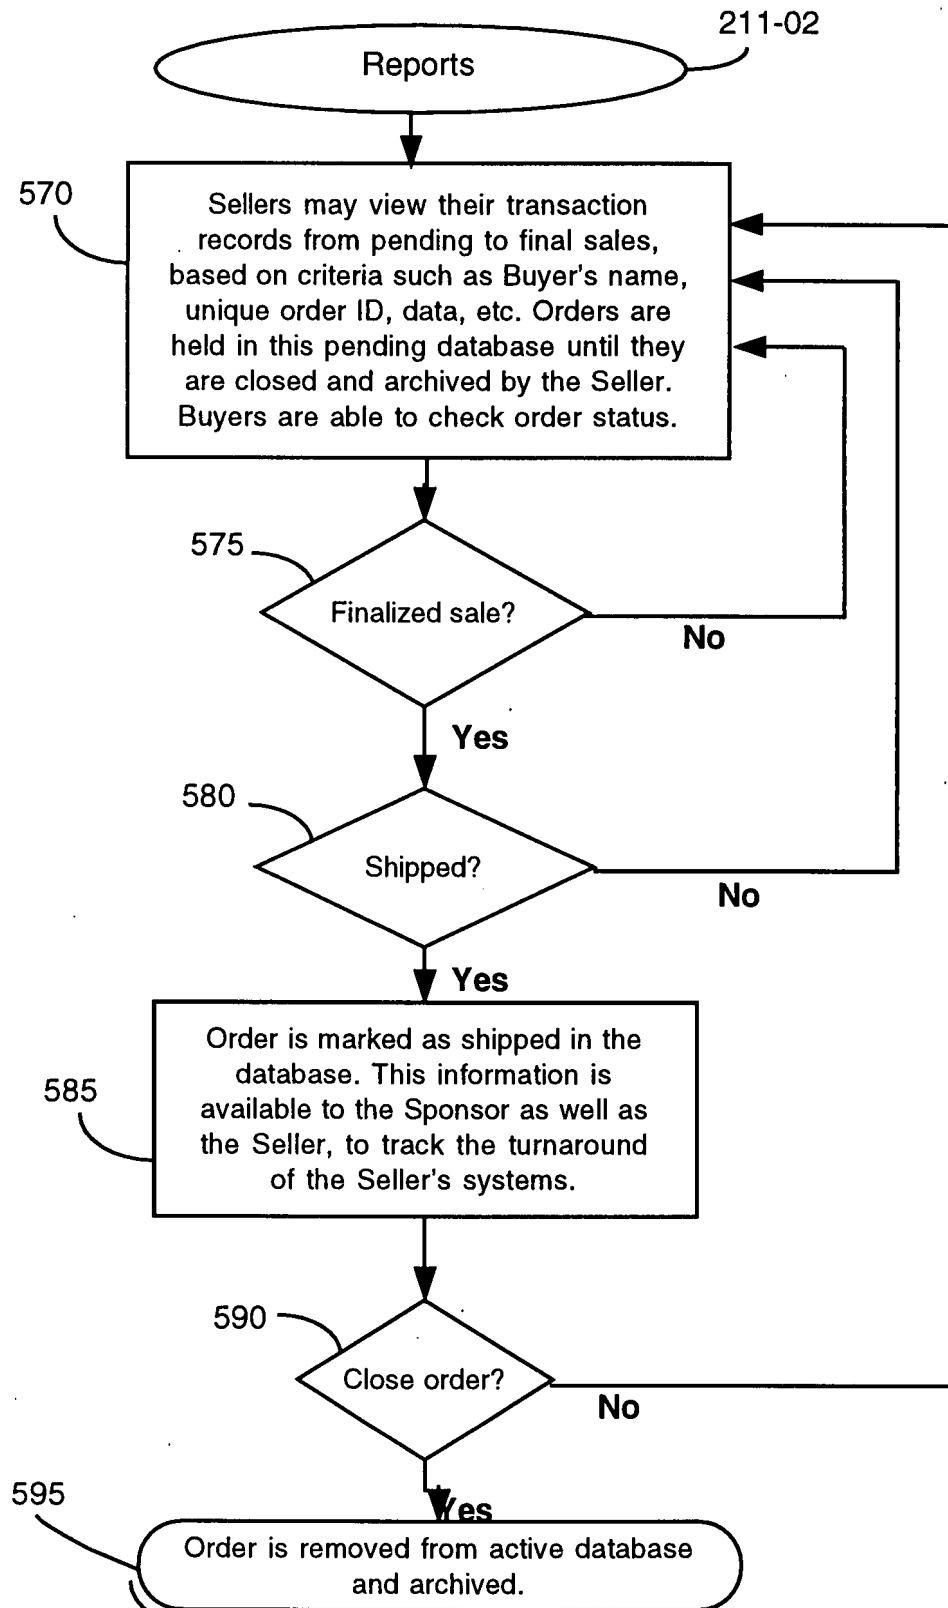 211-02
Reports
570
Sellers may view their transaction
records from pending to final sales,
based on criteria such as Buyer's name,
unique order ID, data, etc. Orders are
held in this pending database until they
are closed and archived by the Seller.
Buyers are able to check order status.
575
Finalized sale?
No
Yes
580
Shipped?
No
Yes
Order is marked as shipped in the
database. This information is
585
available to the Sponsor as well as
the Seller, to track the turnaround
of the Seller's systems.
590
Close order?
No
595
Yes
Order is removed from active database
and archived.